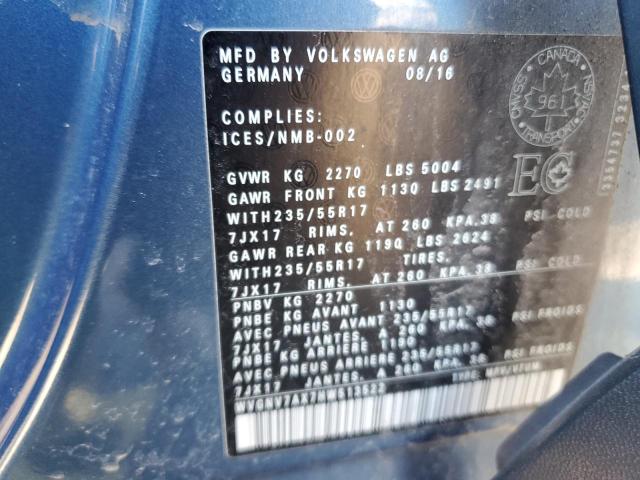 MFD BY VOLKSWAGEN AG
GERMANY 08/16
COMPLIES:
ICES/NMB-002
CANADA
961
TRANSPORT
EC
GVWR KG 2270 LBS 5004
GAWR FRONT KG 1130 LBS 2491
WITH235/55R17
7JX17 RIMS. AT 260 KPA.38 PSI COLD
GAWR REAR KG 1190 LBS 2624
WITH235/55R17 TIRES.
7JX17 RIMS. AT 260 KPA.38 PSI COLD
PNBV KG 2270
PNBE KG AVANT 1130
AVEC PNEUS AVANT 235/55R17
7JX17 JANTES. A 260 KPA 38 PSI FROIDS
PNBE KG ARRIERE 1190
AVEC PNEUS ARRIERE 235/55R17
7JX17 JANTES. A 260 KPA 38 PSI FROIDS